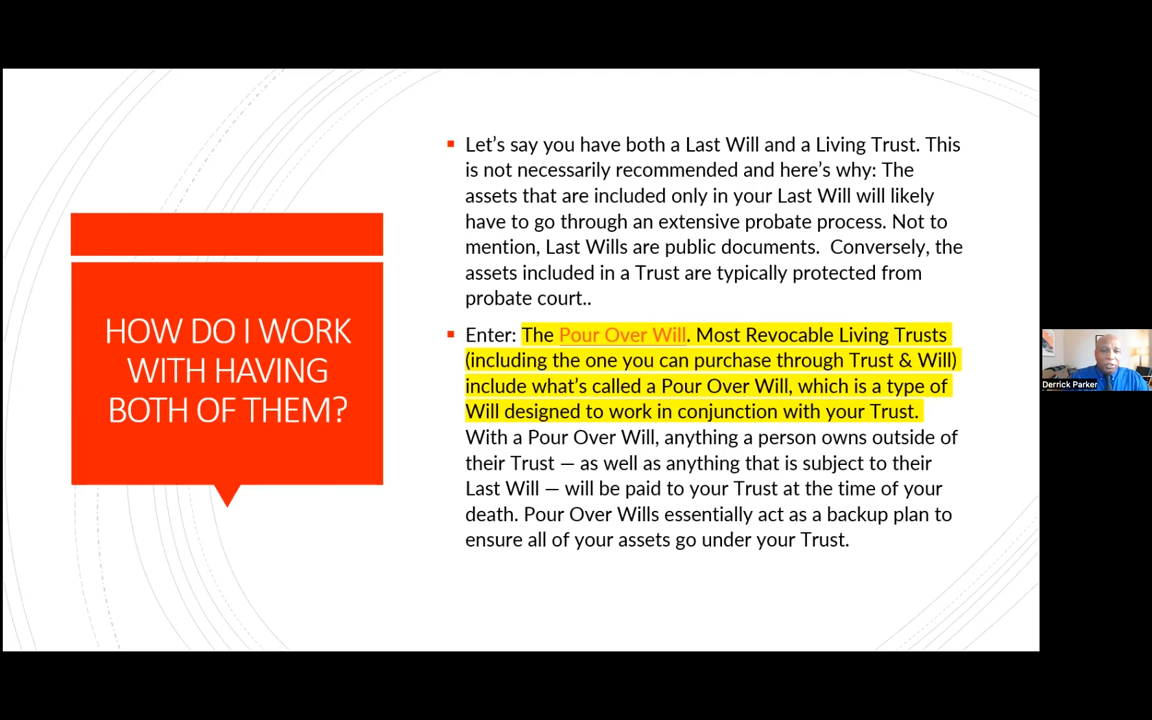 HOW DO I WORK
WITH HAVING
BOTH OF THEM?
Let's say you have both a Last Will and a Living Trust. This
is not necessarily recommended and here's why: The
assets that are included only in your Last Will will likely
have to go through an extensive probate process. Not to
mention, Last Wills are public documents.  Conversely, the
assets included in a Trust are typically protected from
probate court..
Enter: The Pour Over Will. Most Revocable Living Trusts
(including the one you can purchase through Trust & Will)
include what's called a Pour Over Will, which is a type of
Will designed to work in conjunction with your Trust.
With a Pour Over Will, anything a person owns outside of
their Trust — as well as anything that is subject to their
Last Will — will be paid to your Trust at the time of your
death. Pour Over Wills essentially act as a backup plan to
ensure all of your assets go under your Trust.
Derrick Parker